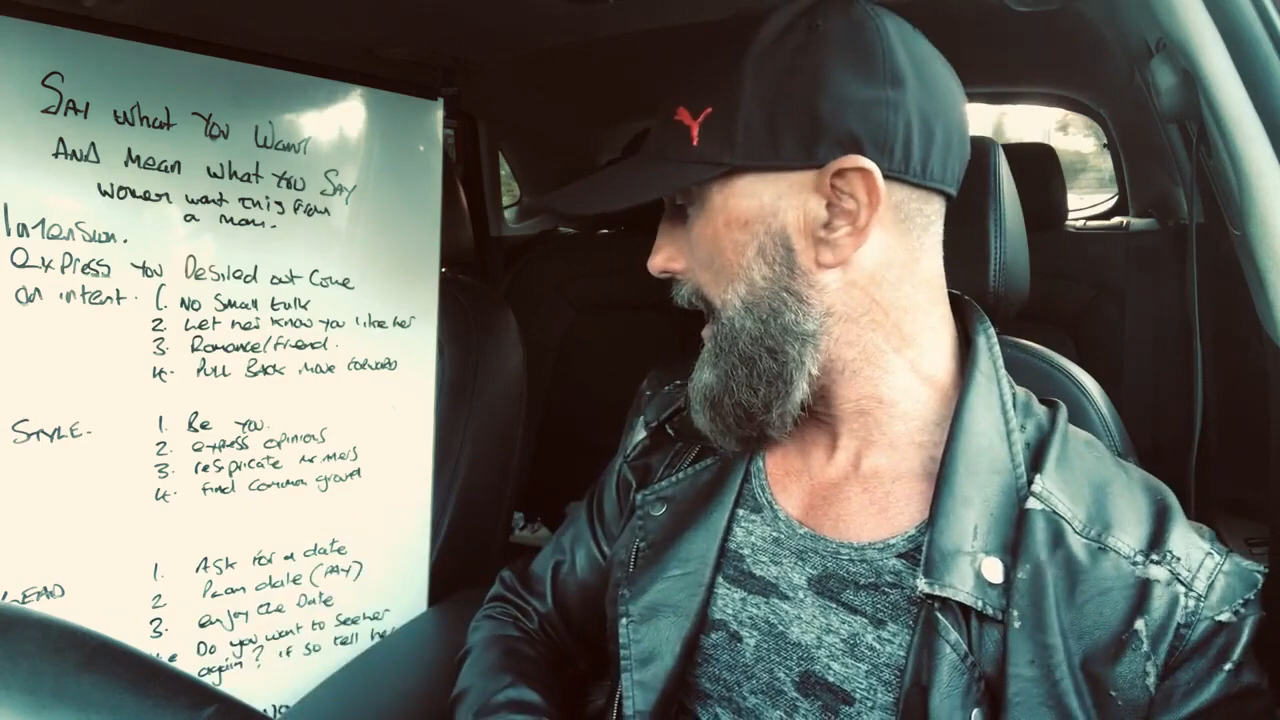 SAY What You Want
AND Mean what You SAY
women want this from
a man.
Intension.
express you Desired out Come
on intent. 1. NO Small talk
2. Let her know you like her
3. Romance/friend.
4. PULL BACK move forward
STYLE. 1. Be you.
2. express opinions
3.
4. find common ground
LEAD 1. Ask for a date
2 Plan date (PAY)
3. enjoy the Date
Do you want to see her
again? if so tell her